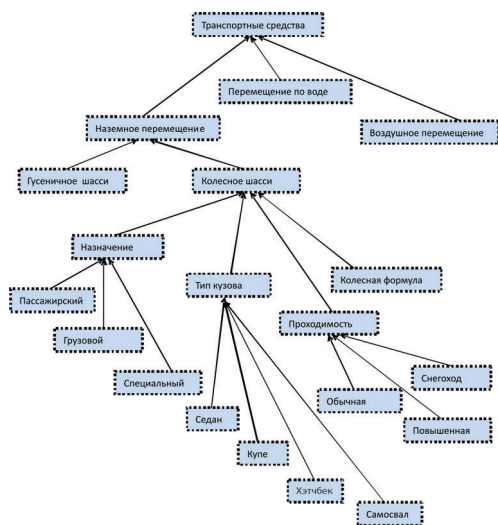 Транспортные средства
Перемещение по воде
Наземное перемещение
Воздушное перемещение
Гусеничное шасси
Колесное шасси
Назначение
Тип кузова
Колесная формула
Пассажирский
Проходимость
Грузовой
Специальный
Снегоход
Обычная
Седан
Повышенная
Купе
Хэтчбек
Самосвал